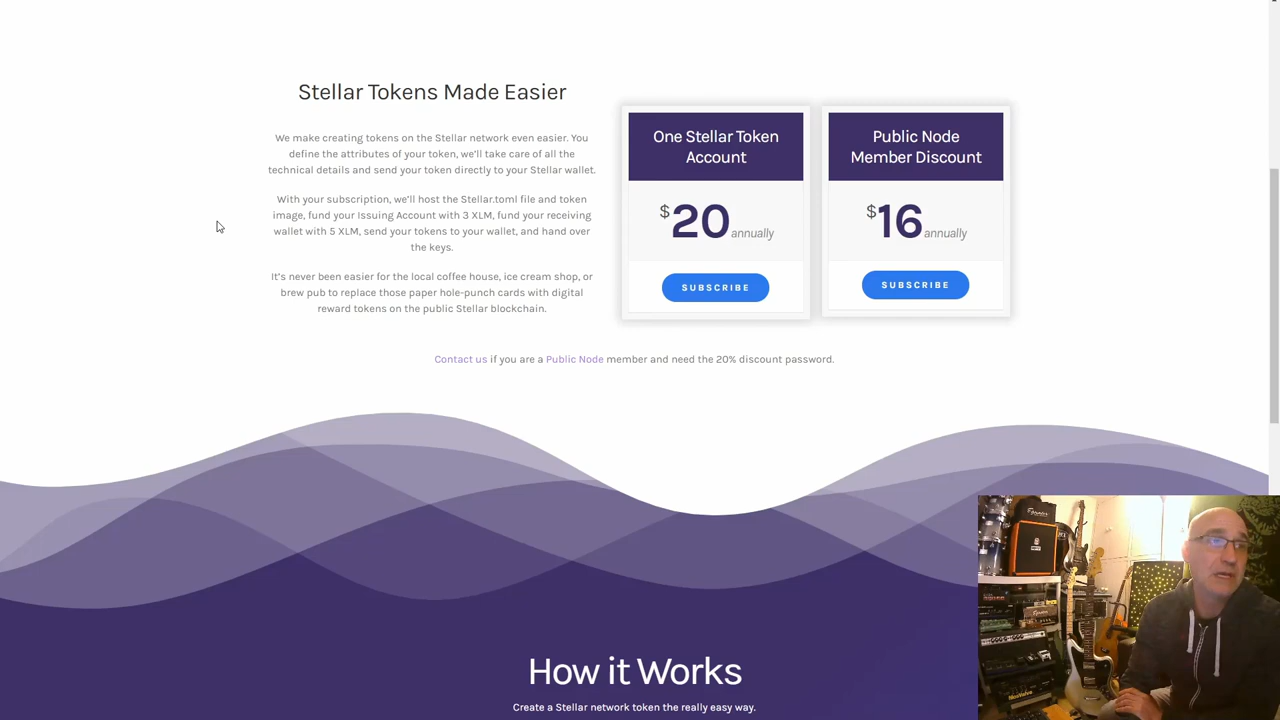 Stellar Tokens Made Easier
We make creating tokens on the Stellar network even easier. You
define the attributes of your token, we'll take care of all the
technical details and send your token directly to your Stellar wallet.
With your subscription, we'll host the Stellar.toml file and token
image, fund your Issuing Account with 3 XLM, fund your receiving
wallet with 5 XLM, send your tokens to your wallet, and hand over
the keys.
It's never been easier for the local coffee house, ice cream shop, or
brew pub to replace those paper hole-punch cards with digital
reward tokens on the public Stellar blockchain.
One Stellar Token
Account
$20 annually
SUBSCRIBE
Public Node
Member Discount
$16 annually
SUBSCRIBE
Contact us if you are a Public Node member and need the 20% discount password.
How it Works
Create a Stellar network token the really easy way.